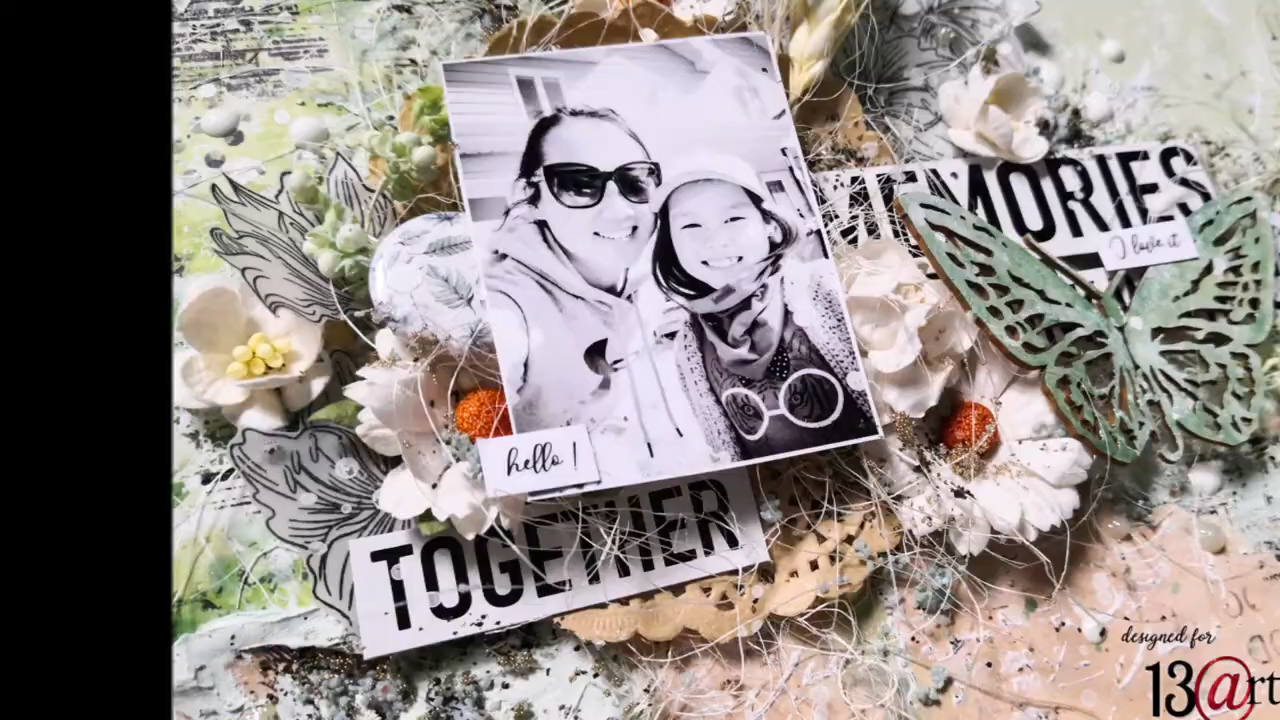 MEMORIES
I love it
hello !
TOGETHER
designed for
13@rt